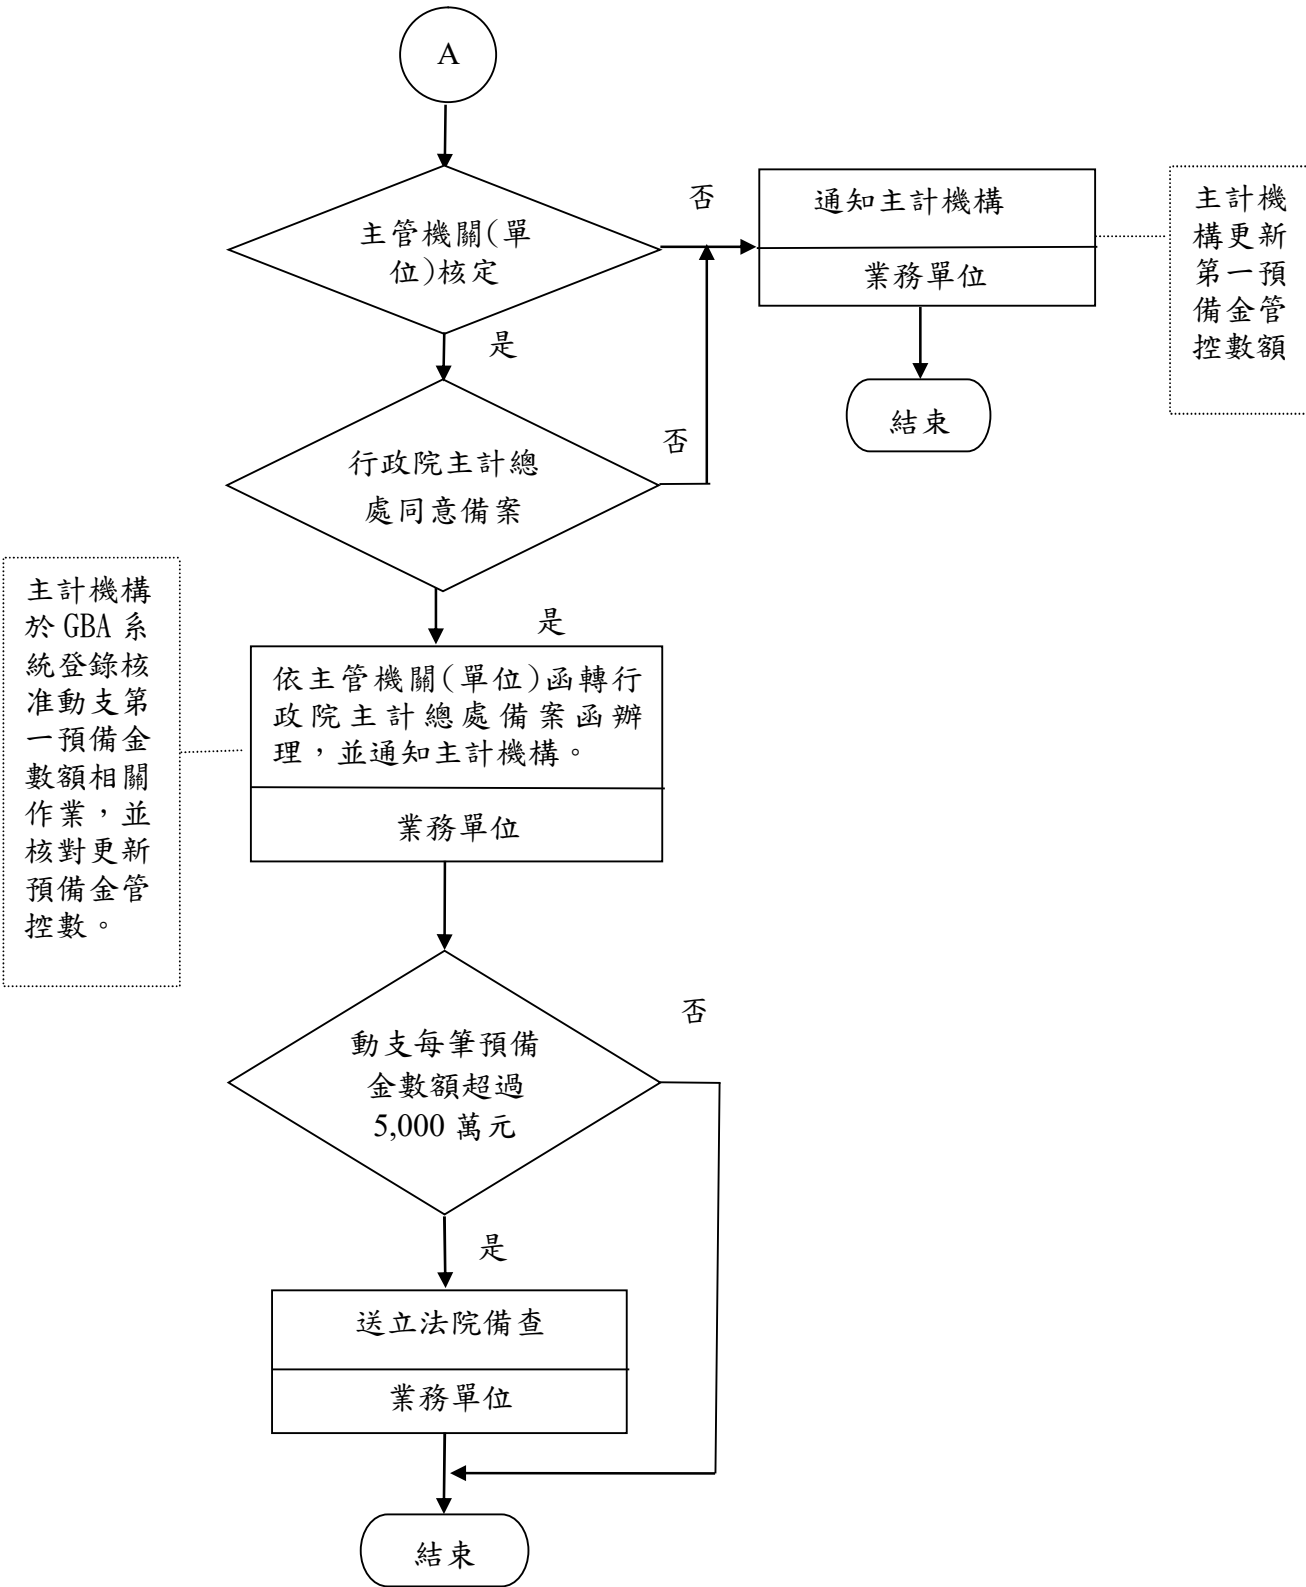 A
主管機關(單
位)核定
否
通知主計機構
業務單位
主計機
構更新
第一預
備金管
控數額
是
結束
行政院主計總
處同意備案
否
是
主計機構
於 GBA 系
統登錄核
准動支第
一預備金
數額相關
作業，並
核對更新
預備金管
控數。
依主管機關(單位)函轉行
政院主計總處備案函辦
理，並通知主計機構。
業務單位
動支每筆預備
金數額超過
5,000 萬元
否
是
送立法院備查
業務單位
結束